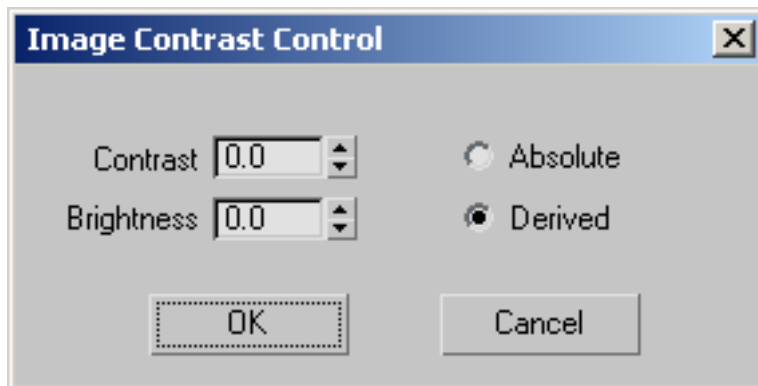 Image Contrast Control
Contrast 0.0 Absolute
Brightness 0.0 Derived
OK Cancel